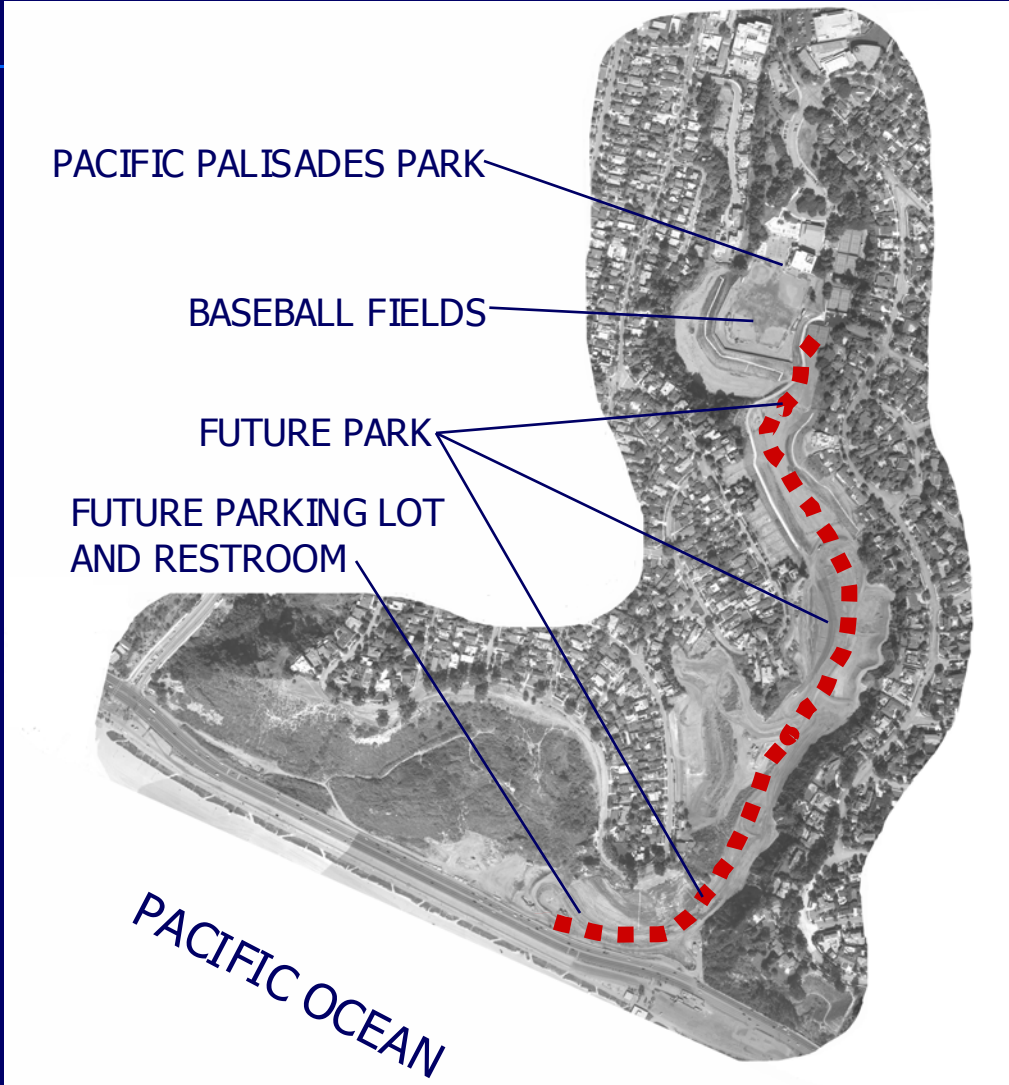 PACIFIC PALISADES PARK
BASEBALL FIELDS
FUTURE PARK
FUTURE PARKING LOT
AND RESTROOM
PACIFIC OCEAN